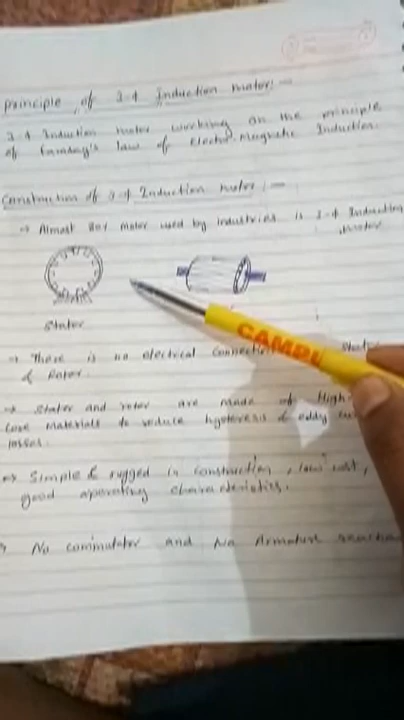 Principle of 3-ϕ Induction motor:-
3-ϕ Induction motor working on the principle
of Faraday's law of Electro-magnetic Induction.
Construction of 3-ϕ Induction motor:-
→ Almost 80% motor used by industries is 3-ϕ Induction
motor
Stator
→ There is no electrical Connection
& Rotor.
→ Stator and rotor are made of High
Core materials to reduce hysteresis & eddy
losses.
→ Simple & rugged in construction, low cost,
good operating characteristics.
→ No commutator and No Armature reaction
CAMPU